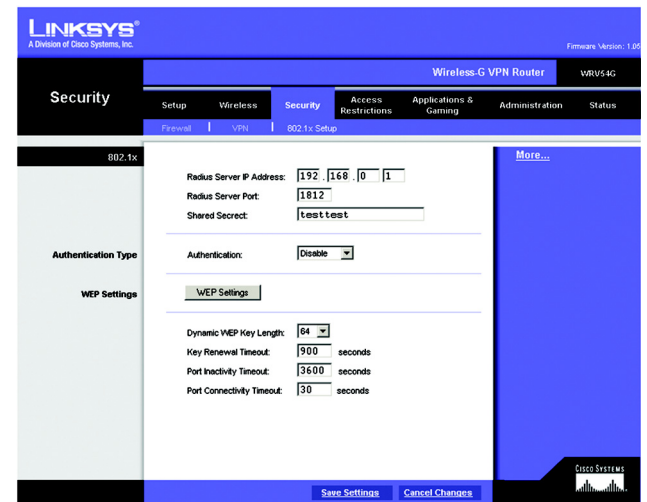 LINKSYS®
A Division of Cisco Systems, Inc.
Firmware Version: 1.05
Wireless-G VPN Router WRV54G
Security
Setup Wireless Security Access Restrictions Applications & Gaming Administration Status
Firewall VPN 802.1x Setup
802.1x
More...
Radius Server IP Address: 192 . 168 . 0 1
Radius Server Port: 1812
Shared Secrect: testtest
Authentication Type
Authentication: Disable
WEP Settings
WEP Settings
Dynamic WEP Key Length: 64
Key Renewal Timeout: 900 seconds
Port Inactivity Timeout: 3600 seconds
Port Connectivity Timeout: 30 seconds
CISCO SYSTEMS
Save Settings Cancel Changes